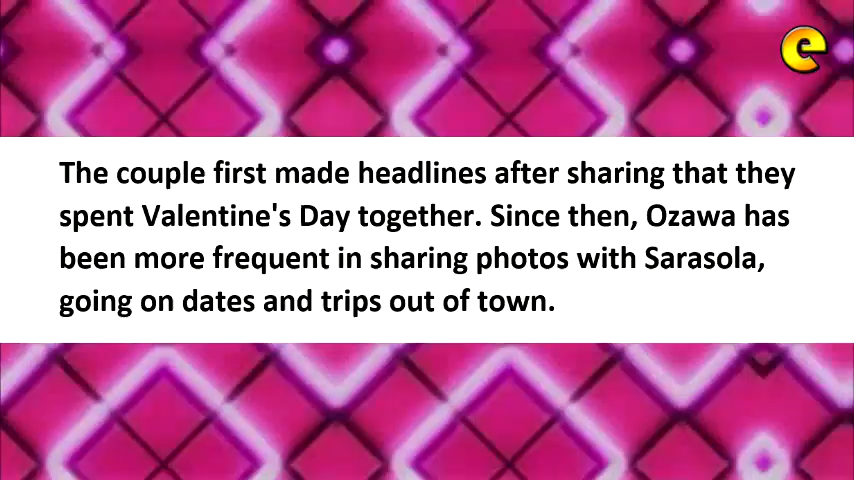 e
The couple first made headlines after sharing that they
spent Valentine's Day together. Since then, Ozawa has
been more frequent in sharing photos with Sarasola,
going on dates and trips out of town.